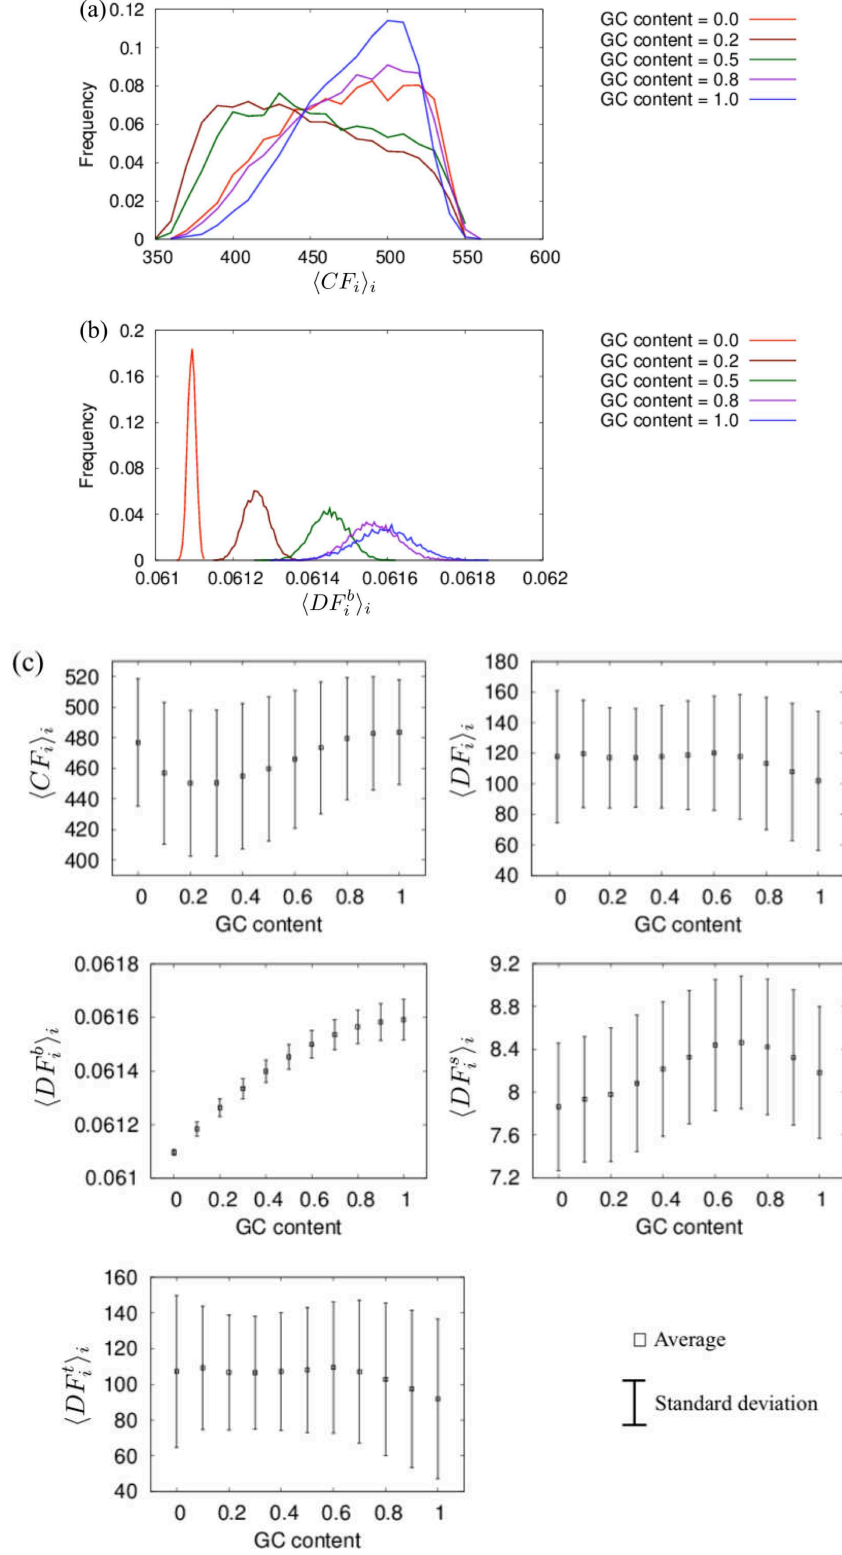 (a)
0.12
0.1
0.08
0.06
0.04
0.02
0
Frequency
350 400 450 500 550 600
⟨CF_i⟩_i
GC content = 0.0
GC content = 0.2
GC content = 0.5
GC content = 0.8
GC content = 1.0
(b)
0.2
0.16
0.12
0.08
0.04
0
Frequency
0.061 0.0612 0.0614 0.0616 0.0618 0.062
⟨DF_i^b⟩_i
GC content = 0.0
GC content = 0.2
GC content = 0.5
GC content = 0.8
GC content = 1.0
(c)
520
500
480
460
440
420
400
⟨CF_i⟩_i
0 0.2 0.4 0.6 0.8 1
GC content
180
160
140
120
100
80
60
40
⟨DF_i⟩_i
0 0.2 0.4 0.6 0.8 1
GC content
0.0618
0.0616
0.0614
0.0612
0.061
⟨DF_i^b⟩_i
0 0.2 0.4 0.6 0.8 1
GC content
9.2
8.8
8.4
8
7.6
7.2
⟨DF_i^s⟩_i
0 0.2 0.4 0.6 0.8 1
GC content
160
140
120
100
80
60
40
⟨DF_i^t⟩_i
0 0.2 0.4 0.6 0.8 1
GC content
Average
Standard deviation